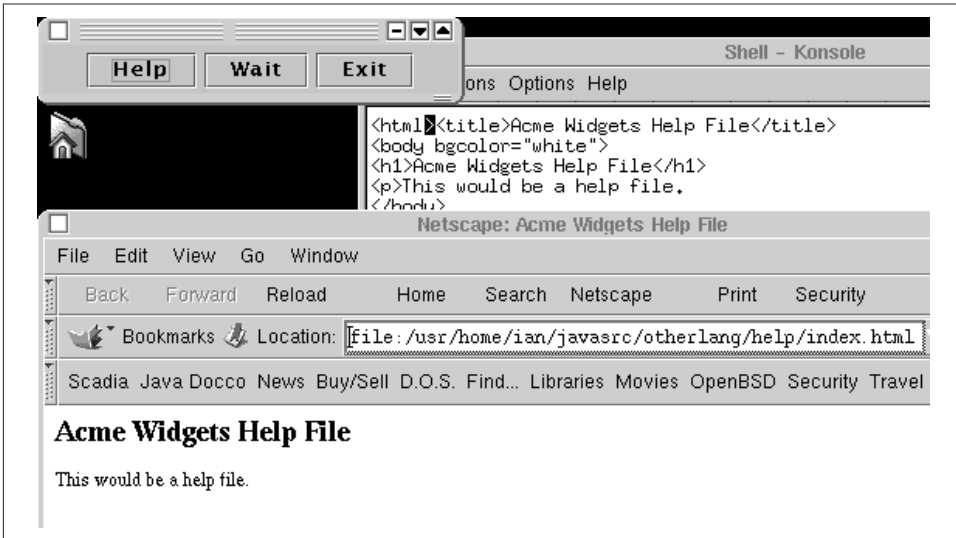 Help Wait Exit
Shell - Konsole
ons Options Help
<html><title>Acme Widgets Help File</title>
<body bgcolor="white">
<h1>Acme Widgets Help File</h1>
<p>This would be a help file.
</body>
Netscape: Acme Widgets Help File
File Edit View Go Window
Back Forward Reload Home Search Netscape Print Security
Bookmarks Location: file:/usr/home/ian/javasrc/otherlang/help/index.html
Scadia Java Docco News Buy/Sell D.O.S. Find... Libraries Movies OpenBSD Security Travel
Acme Widgets Help File
This would be a help file.